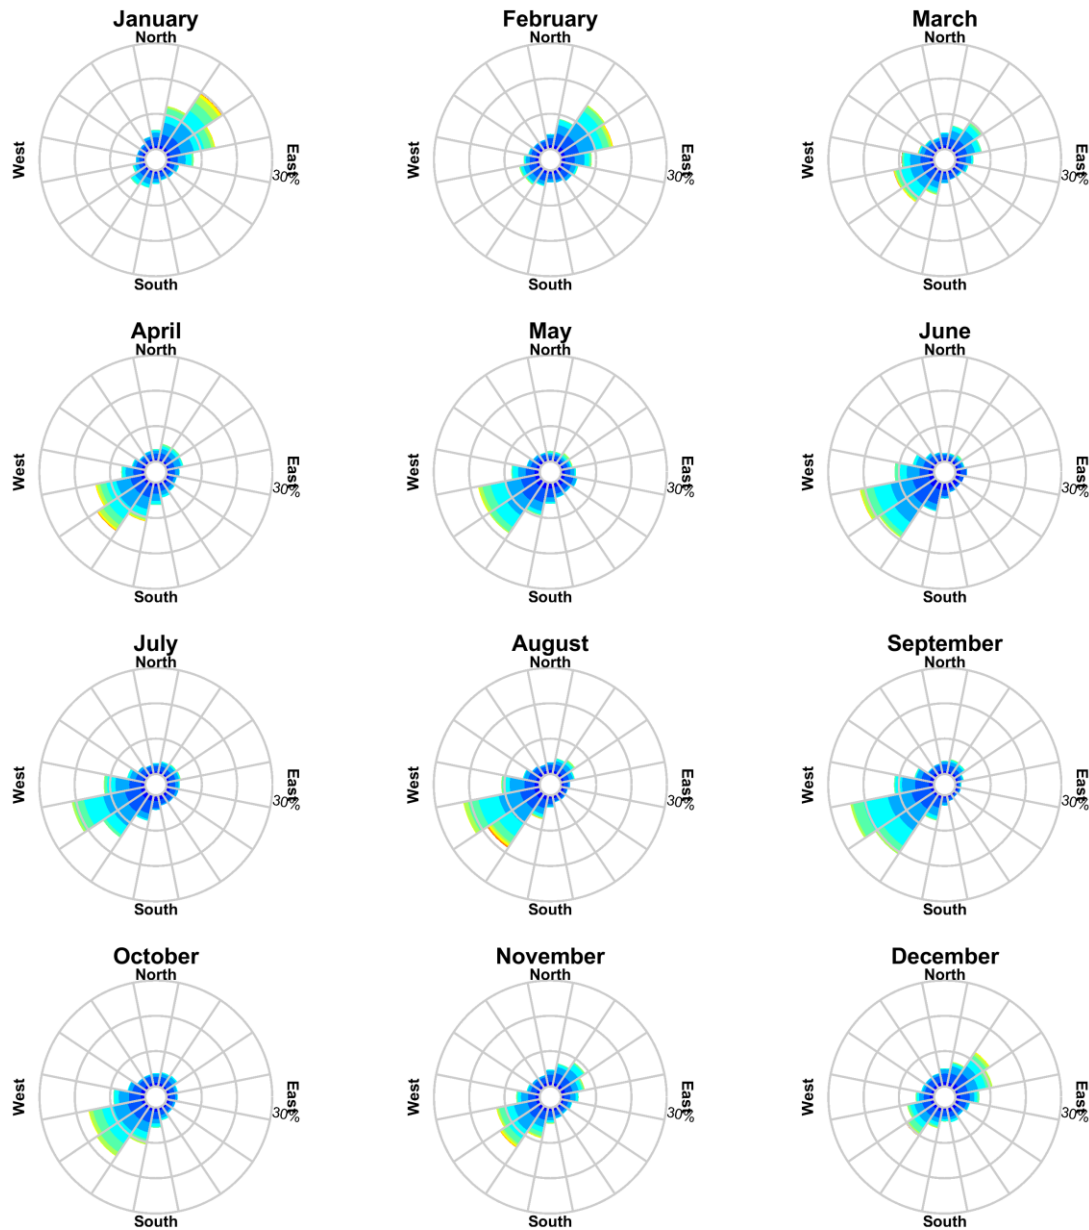 January
North
West
East
30%
South
February
North
West
East
30%
South
March
North
West
East
30%
South
April
North
West
East
30%
South
May
North
West
East
30%
South
June
North
West
East
30%
South
July
North
West
East
30%
South
August
North
West
East
30%
South
September
North
West
East
30%
South
October
North
West
East
30%
South
November
North
West
East
30%
South
December
North
West
East
30%
South